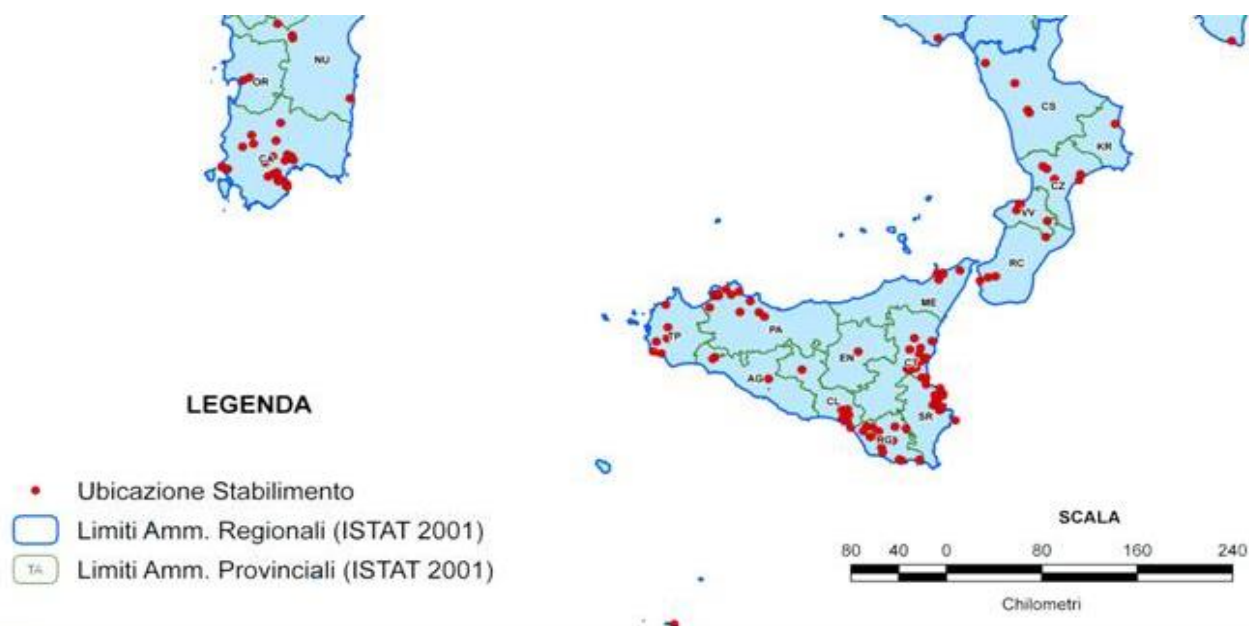 NU
OR
CA
CS
KR
CZ
VV
RC
ME
PA
TP
EN
CT
AG
CL
SR
RG
LEGENDA
Ubicazione Stabilimento
Limiti Amm. Regionali (ISTAT 2001)
TA Limiti Amm. Provinciali (ISTAT 2001)
SCALA
80 40 0 80 160 240
Chilometri